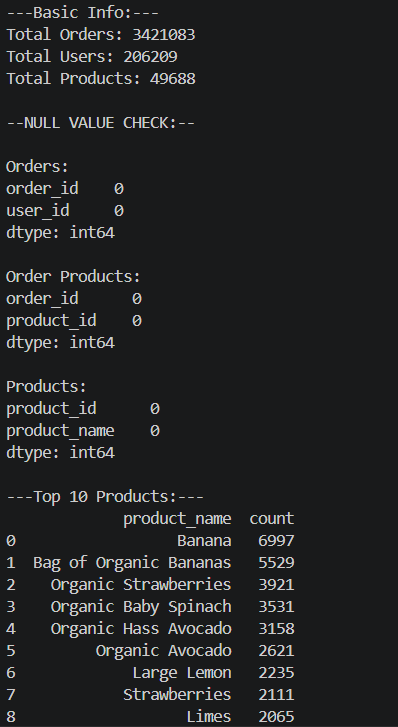 ---Basic Info:---
Total Orders: 3421083
Total Users: 206209
Total Products: 49688
--NULL VALUE CHECK:--
Orders:
order_id    0
user_id     0
dtype: int64
Order Products:
order_id      0
product_id    0
dtype: int64
Products:
product_id      0
product_name    0
dtype: int64
---Top 10 Products:---
             product_name  count
0                  Banana   6997
1  Bag of Organic Bananas   5529
2    Organic Strawberries   3921
3    Organic Baby Spinach   3531
4    Organic Hass Avocado   3158
5         Organic Avocado   2621
6             Large Lemon   2235
7            Strawberries   2111
8                   Limes   2065